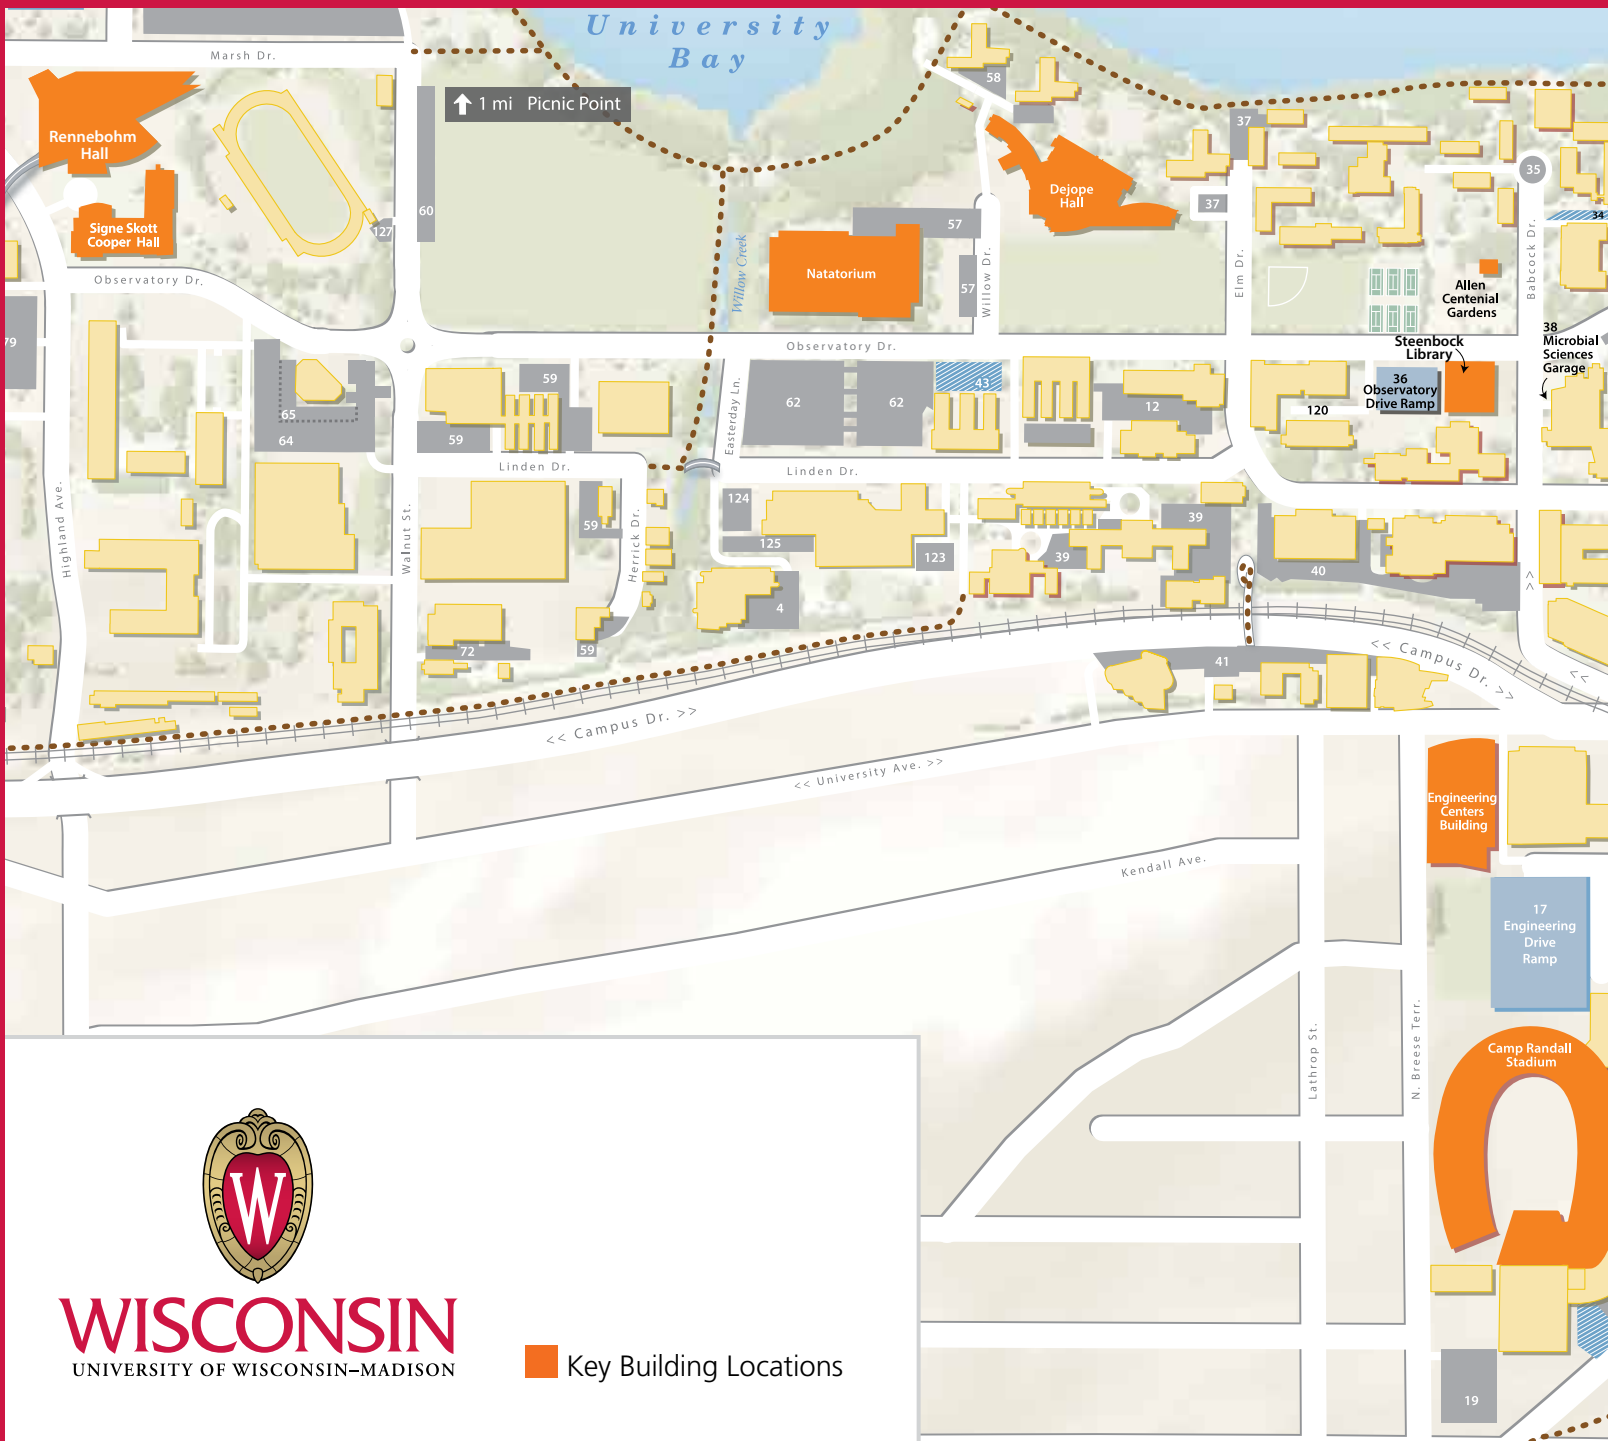 University
Bay
Marsh Dr.
1 mi Picnic Point
58
37
35
34
Rennebohm
Hall
Dejope
Hall
37
60
127
57
Signe Skott
Cooper Hall
Willow Creek
Natatorium
57
Willow Dr.
Elm Dr.
Babcock Dr.
Observatory Dr.
Allen
Centenial
Gardens
79
Observatory Dr.
Steenbock
Library
38
Microbial
Sciences
Garage
59
43
62
62
12
36
Observatory
Drive Ramp
120
65
64
59
Easterday Ln.
Linden Dr.
Linden Dr.
Highland Ave.
Walnut St.
Herrick Dr.
59
124
125
123
39
39
40
>>
4
72
59
41
<< Campus Dr. >>
<<
<< Campus Dr. >>
<< University Ave. >>
Engineering
Centers
Building
Kendall Ave.
17
Engineering
Drive
Ramp
Lathrop St.
N. Breese Terr.
Camp Randall
Stadium
W
WISCONSIN
UNIVERSITY OF WISCONSIN–MADISON
Key Building Locations
19